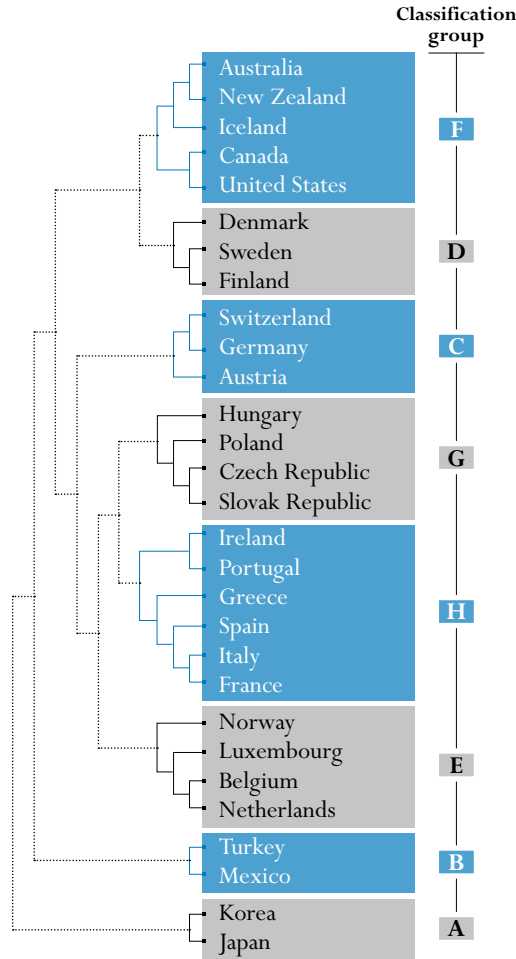 Classification
group
Australia
New Zealand
Iceland
Canada
United States
F
Denmark
Sweden
Finland
D
Switzerland
Germany
Austria
C
Hungary
Poland
Czech Republic
Slovak Republic
G
Ireland
Portugal
Greece
Spain
Italy
France
H
Norway
Luxembourg
Belgium
Netherlands
E
Turkey
Mexico
B
Korea
Japan
A